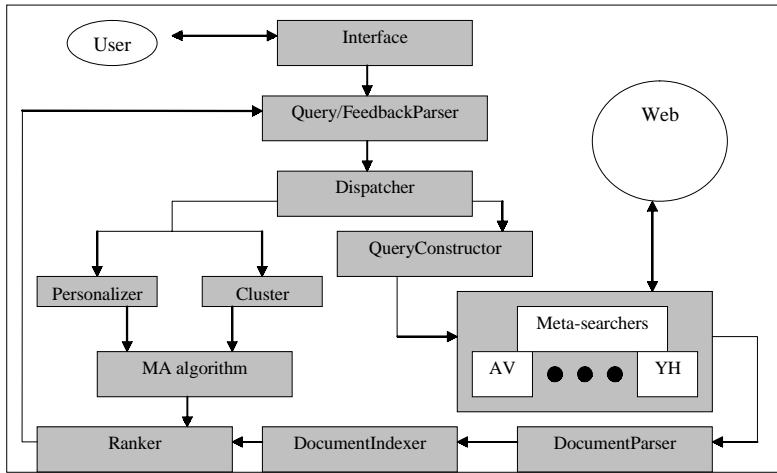 User
Interface
Query/FeedbackParser
Web
Dispatcher
QueryConstructor
Personalizer
Cluster
Meta-searchers
AV
YH
MA algorithm
Ranker
DocumentIndexer
DocumentParser